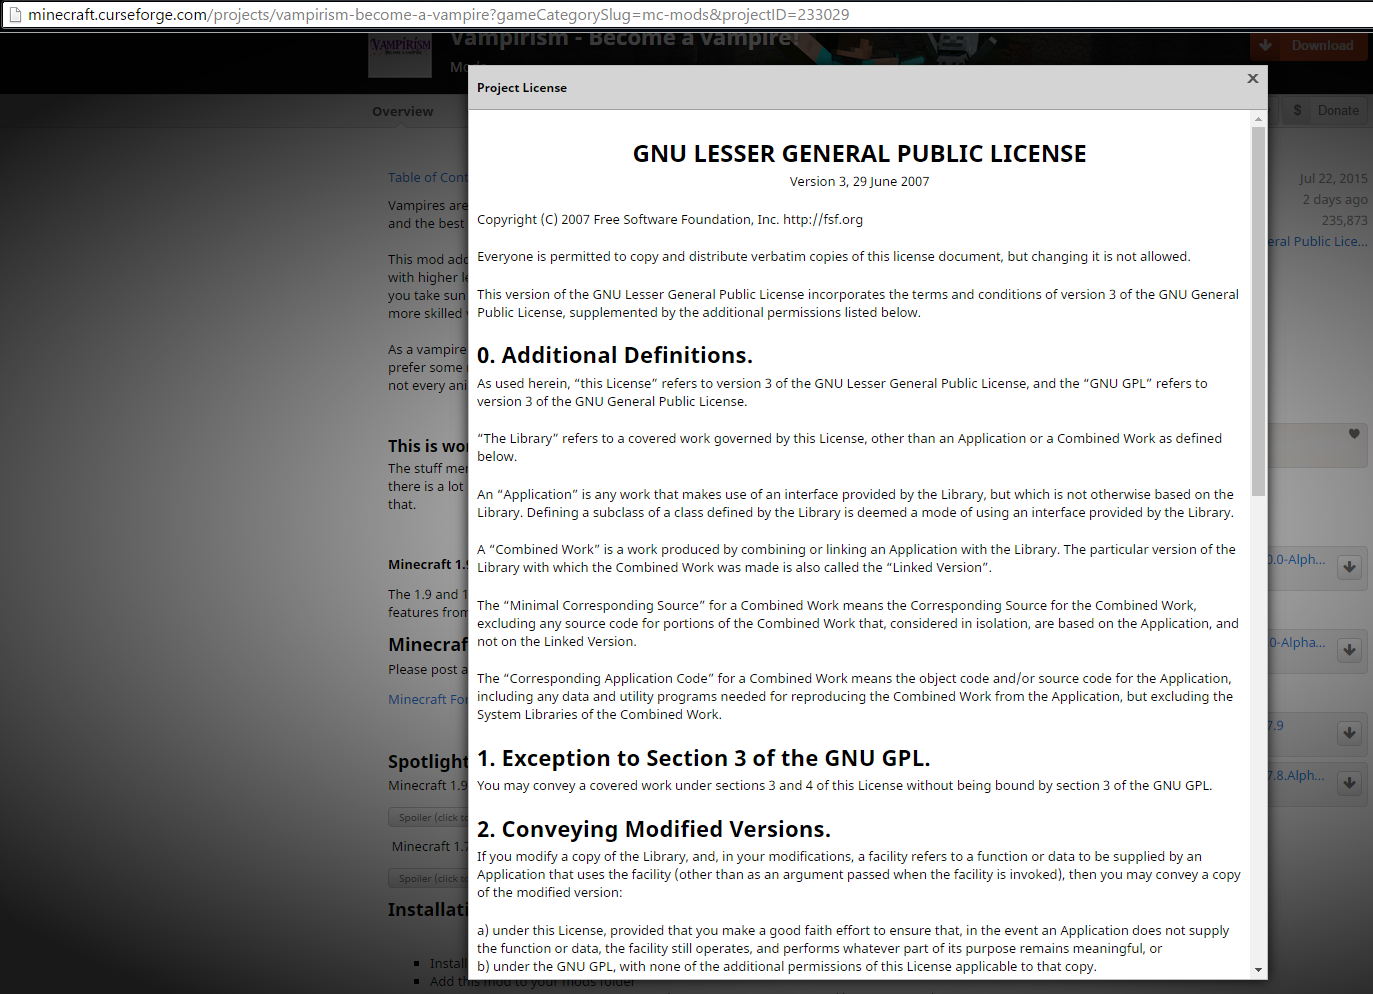 minecraft.curseforge.com/projects/vampirism-become-a-vampire?gameCategorySlug=mc-mods&projectID=233029
VAMPIRISM
Vampirism - Become a vampire!
Download
Project License
Overview
$ Donate
GNU LESSER GENERAL PUBLIC LICENSE
Version 3, 29 June 2007
Copyright (C) 2007 Free Software Foundation, Inc. http://fsf.org
Everyone is permitted to copy and distribute verbatim copies of this license document, but changing it is not allowed.
This version of the GNU Lesser General Public License incorporates the terms and conditions of version 3 of the GNU General
Public License, supplemented by the additional permissions listed below.
0. Additional Definitions.
As used herein, “this License” refers to version 3 of the GNU Lesser General Public License, and the “GNU GPL” refers to
version 3 of the GNU General Public License.
“The Library” refers to a covered work governed by this License, other than an Application or a Combined Work as defined
below.
An “Application” is any work that makes use of an interface provided by the Library, but which is not otherwise based on the
Library. Defining a subclass of a class defined by the Library is deemed a mode of using an interface provided by the Library.
A “Combined Work” is a work produced by combining or linking an Application with the Library. The particular version of the
Library with which the Combined Work was made is also called the “Linked Version”.
The “Minimal Corresponding Source” for a Combined Work means the Corresponding Source for the Combined Work,
excluding any source code for portions of the Combined Work that, considered in isolation, are based on the Application, and
not on the Linked Version.
The “Corresponding Application Code” for a Combined Work means the object code and/or source code for the Application,
including any data and utility programs needed for reproducing the Combined Work from the Application, but excluding the
System Libraries of the Combined Work.
1. Exception to Section 3 of the GNU GPL.
You may convey a covered work under sections 3 and 4 of this License without being bound by section 3 of the GNU GPL.
2. Conveying Modified Versions.
If you modify a copy of the Library, and, in your modifications, a facility refers to a function or data to be supplied by an
Application that uses the facility (other than as an argument passed when the facility is invoked), then you may convey a copy
of the modified version:
a) under this License, provided that you make a good faith effort to ensure that, in the event an Application does not supply
the function or data, the facility still operates, and performs whatever part of its purpose remains meaningful, or
b) under the GNU GPL, with none of the additional permissions of this License applicable to that copy.
Table of Cont
Vampires are
and the best
This mod add
with higher le
you take sun
more skilled
As a vampire
prefer some
not every ani
This is wor
The stuff mer
there is a lot
that.
Minecraft 1.9
The 1.9 and 1
features from
Minecraf
Please post a
Minecraft For
Spotlight
Minecraft 1.9
Spoiler (click to
Minecraft 1.7
Spoiler (click to
Installati
Install
Add this mod to your mods folder
Jul 22, 2015
2 days ago
235,873
eral Public Lice...
0.0-Alph...
.0-Alpha...
7.9
7.8.Alph...